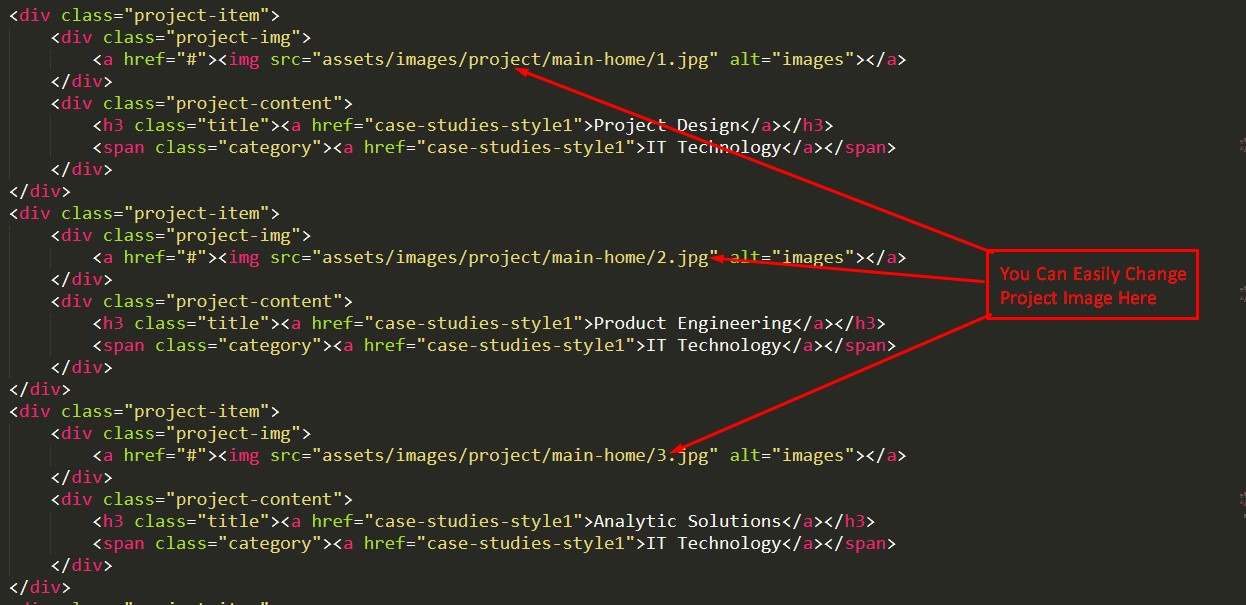 <div class="project-item">
    <div class="project-img">
        <a href="#"><img src="assets/images/project/main-home/1.jpg" alt="images"></a>
    </div>
    <div class="project-content">
        <h3 class="title"><a href="case-studies-style1">Project Design</a></h3>
        <span class="category"><a href="case-studies-style1">IT Technology</a></span>
    </div>
</div>
<div class="project-item">
    <div class="project-img">
        <a href="#"><img src="assets/images/project/main-home/2.jpg" alt="images"></a>
    </div>
    <div class="project-content">
        <h3 class="title"><a href="case-studies-style1">Product Engineering</a></h3>
        <span class="category"><a href="case-studies-style1">IT Technology</a></span>
    </div>
</div>
<div class="project-item">
    <div class="project-img">
        <a href="#"><img src="assets/images/project/main-home/3.jpg" alt="images"></a>
    </div>
    <div class="project-content">
        <h3 class="title"><a href="case-studies-style1">Analytic Solutions</a></h3>
        <span class="category"><a href="case-studies-style1">IT Technology</a></span>
    </div>
</div>
You Can Easily Change
Project Image Here